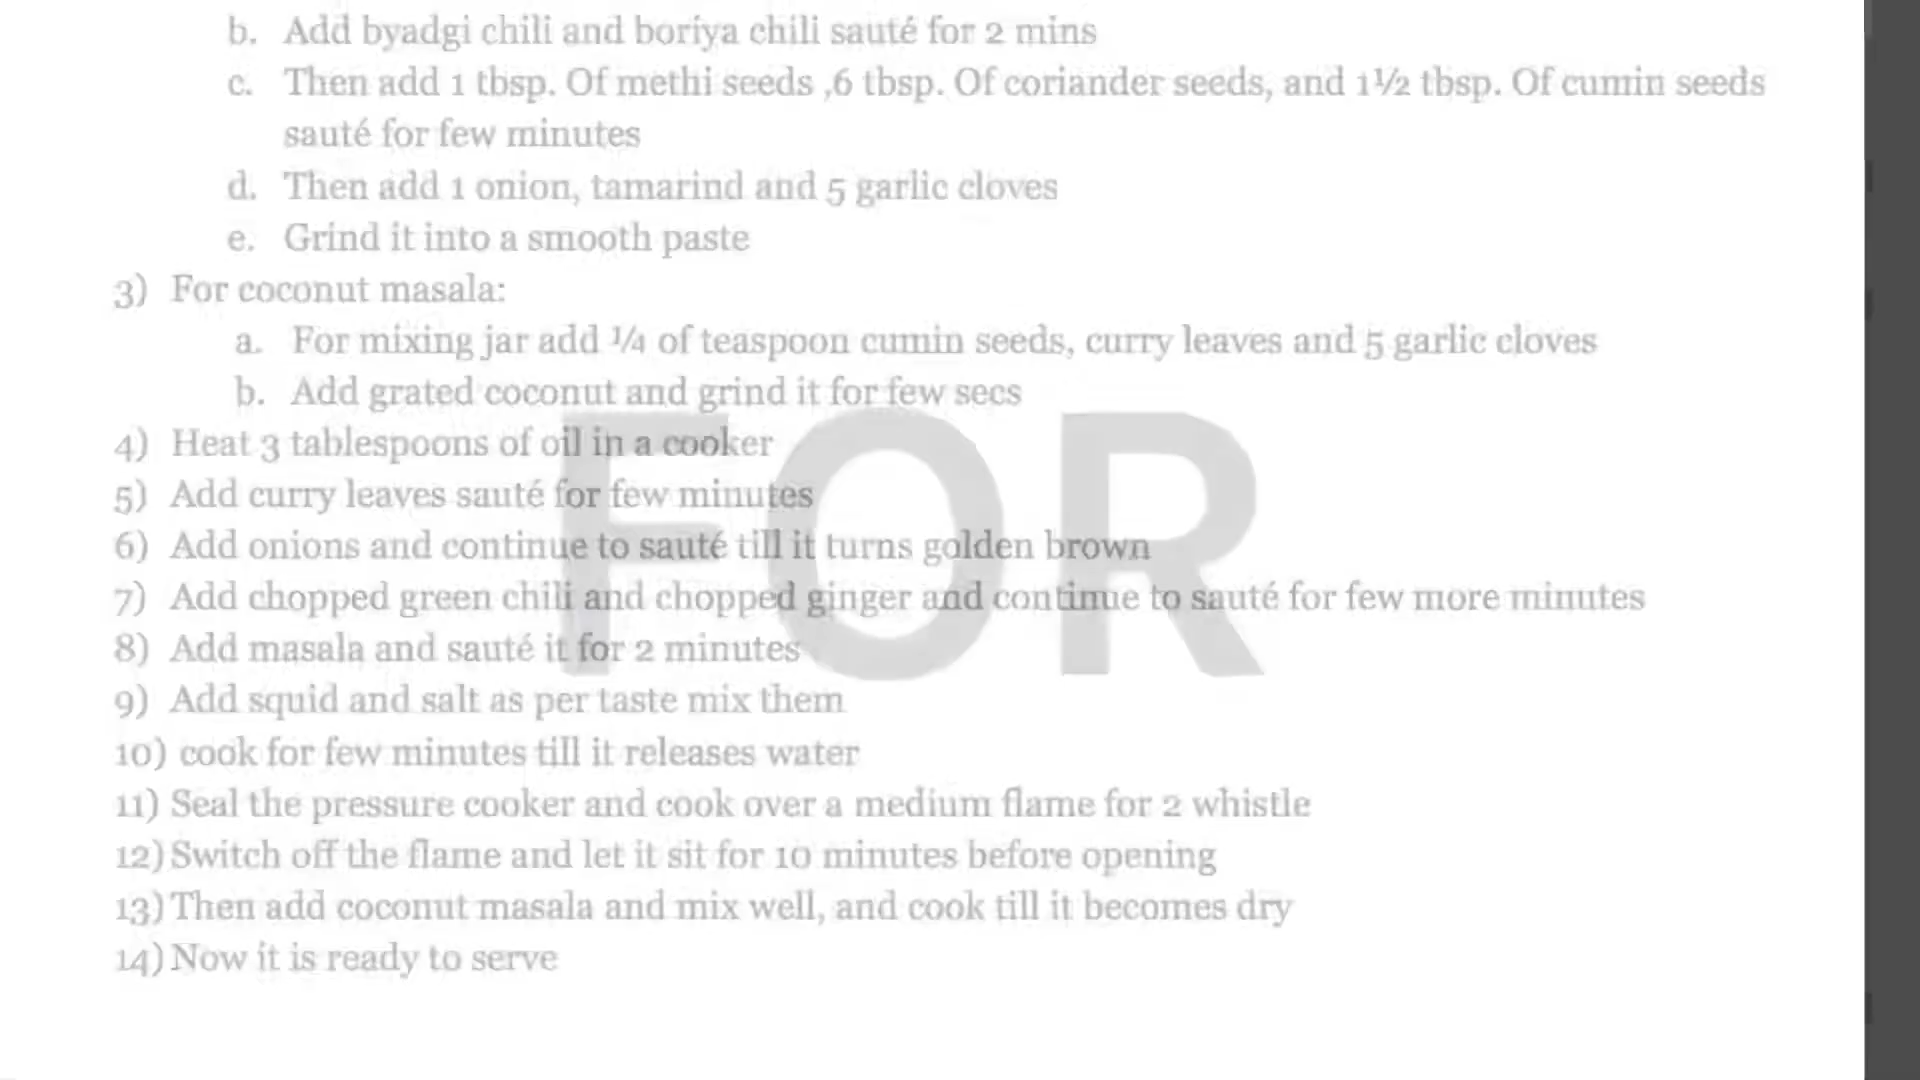 b. Add byadgi chili and boriya chili sauté for 2 mins
c. Then add 1 tbsp. Of methi seeds ,6 tbsp. Of coriander seeds, and 1½ tbsp. Of cumin seeds
sauté for few minutes
d. Then add 1 onion, tamarind and 5 garlic cloves
e. Grind it into a smooth paste
3) For coconut masala:
a. For mixing jar add ¼ of teaspoon cumin seeds, curry leaves and 5 garlic cloves
b. Add grated coconut and grind it for few secs
4) Heat 3 tablespoons of oil in a cooker
5) Add curry leaves sauté for few minutes
6) Add onions and continue to sauté till it turns golden brown
7) Add chopped green chili and chopped ginger and continue to sauté for few more minutes
8) Add masala and sauté it for 2 minutes
9) Add squid and salt as per taste mix them
10) cook for few minutes till it releases water
11) Seal the pressure cooker and cook over a medium flame for 2 whistle
12) Switch off the flame and let it sit for 10 minutes before opening
13) Then add coconut masala and mix well, and cook till it becomes dry
14) Now it is ready to serve
FOR